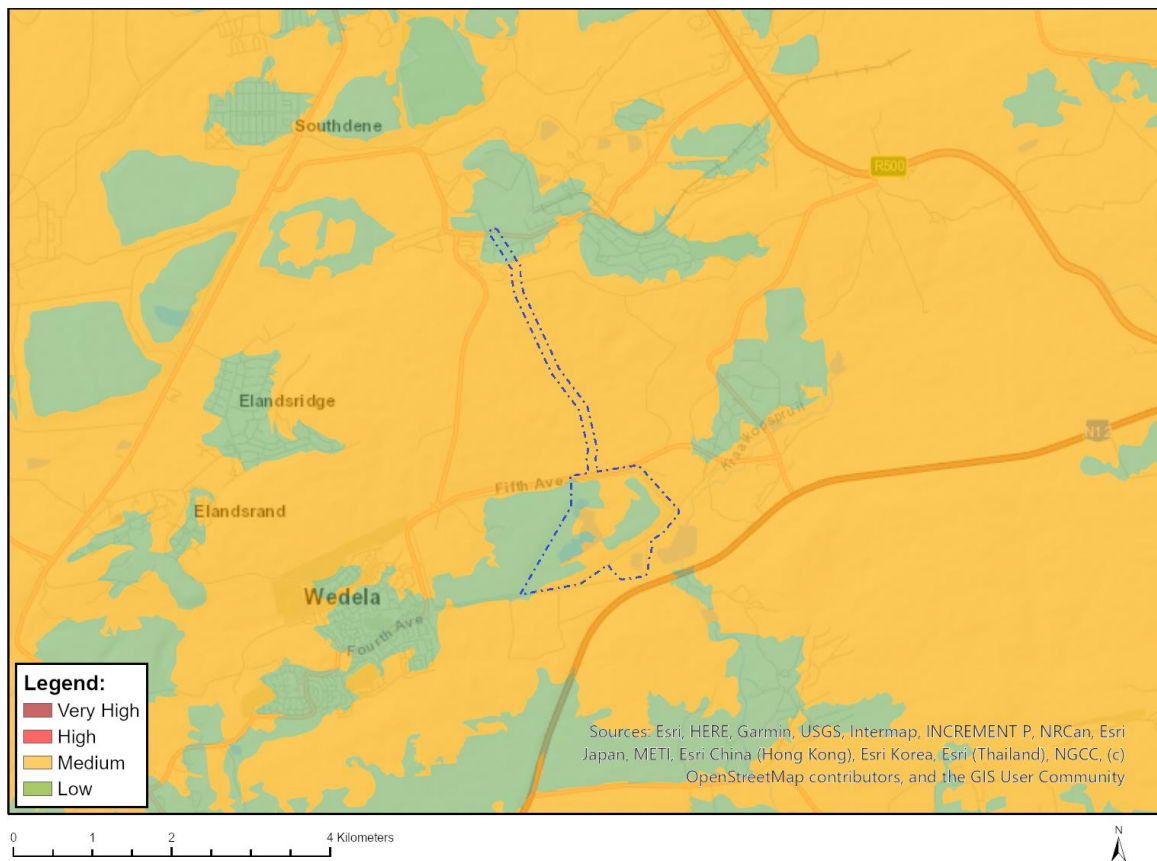 Southdene
R500
Elandsridge
Klaarkopspruit
N12
Fifth Ave
Elandsrand
Wedela
Fourth Ave
Legend:
Very High
High
Medium
Low
Sources: Esri, HERE, Garmin, USGS, Intermap, INCREMENT P, NRCan, Esri
Japan, METI, Esri China (Hong Kong), Esri Korea, Esri (Thailand), NGCC, (c)
OpenStreetMap contributors, and the GIS User Community
0 1 2 4 Kilometers
N